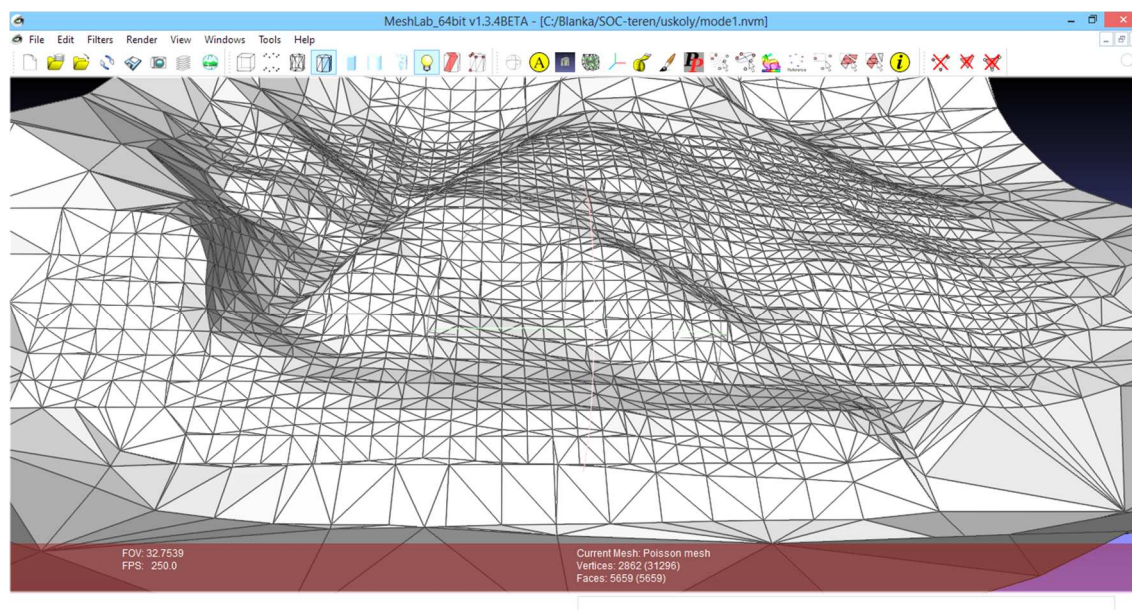 MeshLab_64bit v1.3.4BETA - [C:/Blanka/SOC-teren/uskoly/mode1.nvm]
File Edit Filters Render View Windows Tools Help
A
i
FOV: 32.7539
FPS: 250.0
Current Mesh: Poisson mesh
Vertices: 2862 (31296)
Faces: 5659 (5659)